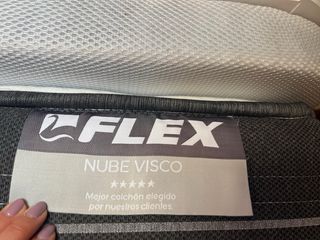 FLEX
NUBE VISCO
★★★★★
Mejor colchón elegido
por nuestros clientes